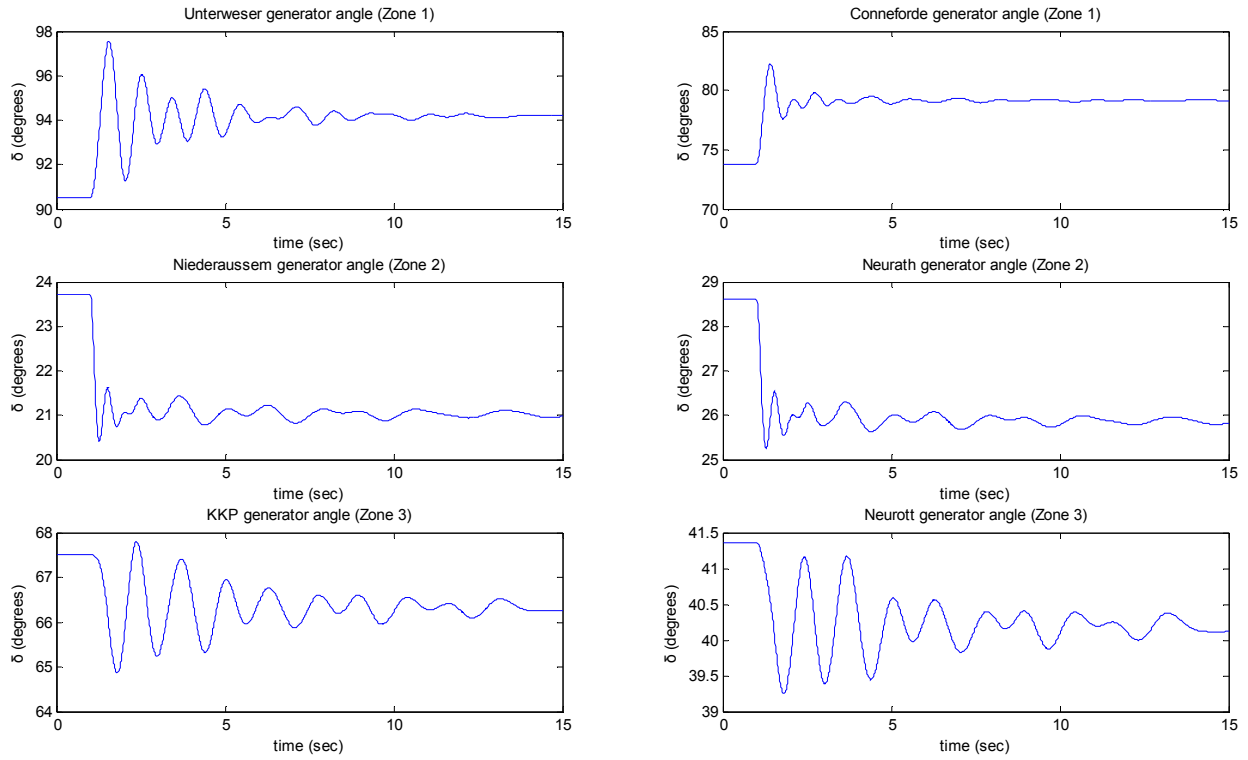 Unterweser generator angle (Zone 1)
98
96
94
92
90
δ (degrees)
0 5 10 15
time (sec)
Conneforde generator angle (Zone 1)
85
80
75
70
δ (degrees)
0 5 10 15
time (sec)
Niederaussem generator angle (Zone 2)
24
23
22
21
20
δ (degrees)
0 5 10 15
time (sec)
Neurath generator angle (Zone 2)
29
28
27
26
25
δ (degrees)
0 5 10 15
time (sec)
KKP generator angle (Zone 3)
68
67
66
65
64
δ (degrees)
0 5 10 15
time (sec)
Neurott generator angle (Zone 3)
41.5
41
40.5
40
39.5
39
δ (degrees)
0 5 10 15
time (sec)